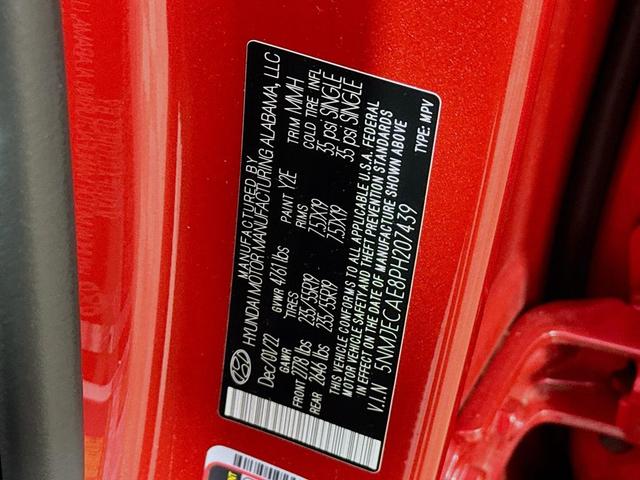 MANUFACTURED BY
HYUNDAI MOTOR MANUFACTURING ALABAMA, LLC
Dec/01/22 GVWR 4761 lbs PAINT Y2E TRIM MMH
GAWR TIRES RIMS COLD TIRE INFL
FRONT 2778 lbs 235/55R19 7.5JX19 35 psi SINGLE
REAR 2646 lbs 235/55R19 7.5JX19 35 psi SINGLE
THIS VEHICLE CONFORMS TO ALL APPLICABLE U.S.A. FEDERAL
MOTOR VEHICLE SAFETY AND THEFT PREVENTION STANDARDS
IN EFFECT ON THE DATE OF MANUFACTURE SHOWN ABOVE
V.I.N 5NMJECAE8PH207439 TYPE: MPV